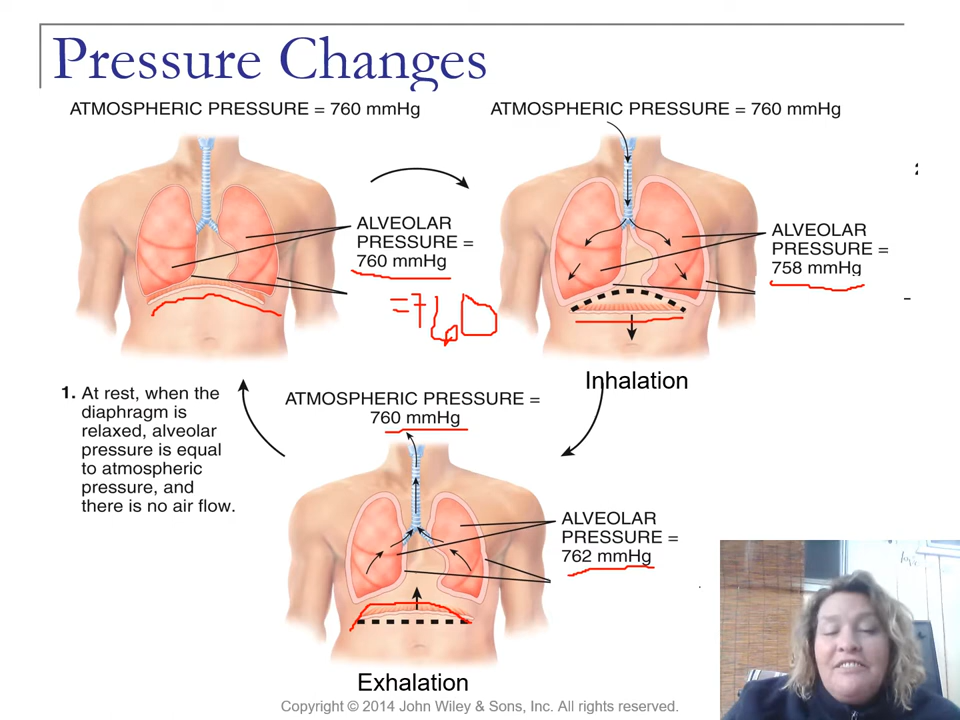 Pressure Changes
ATMOSPHERIC PRESSURE = 760 mmHg
ALVEOLAR
PRESSURE =
760 mmHg
=760
ATMOSPHERIC PRESSURE = 760 mmHg
ALVEOLAR
PRESSURE =
758 mmHg
Inhalation
1. At rest, when the
diaphragm is
relaxed, alveolar
pressure is equal
to atmospheric
pressure, and
there is no air flow.
ATMOSPHERIC PRESSURE =
760 mmHg
ALVEOLAR
PRESSURE =
762 mmHg
Exhalation
Copyright © 2014 John Wiley & Sons, Inc. All rights reserved.